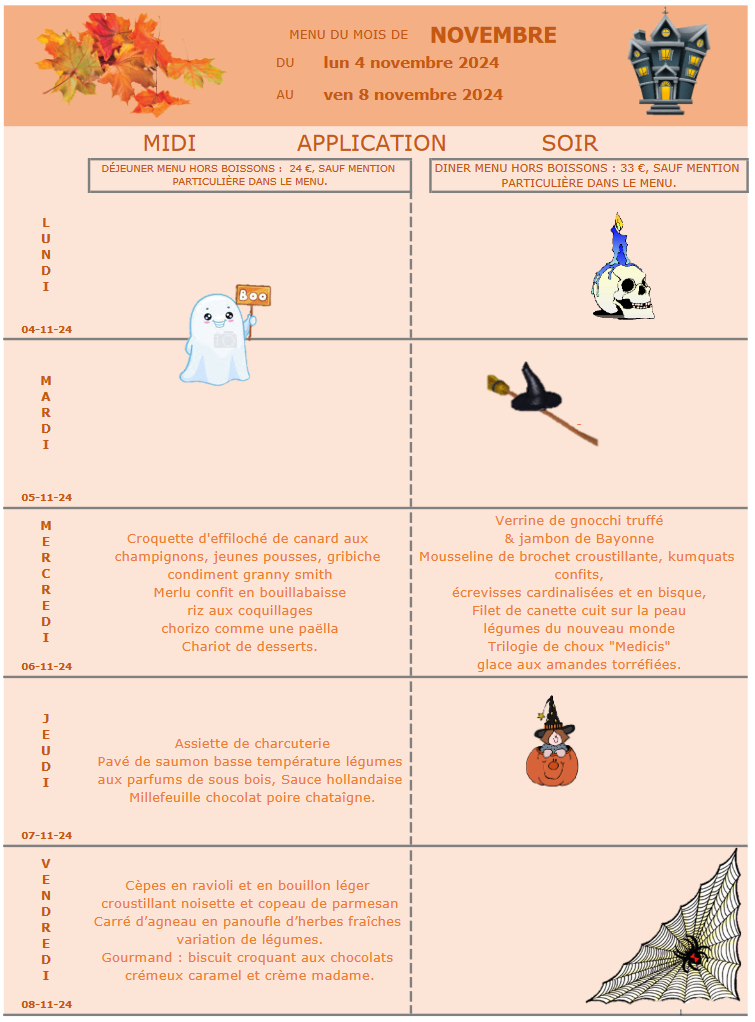 MENU DU MOIS DE NOVEMBRE
DU lun 4 novembre 2024
AU ven 8 novembre 2024
MIDI APPLICATION SOIR
DÉJEUNER MENU HORS BOISSONS : 24 €, SAUF MENTION
PARTICULIÈRE DANS LE MENU.
DINER MENU HORS BOISSONS : 33 €, SAUF MENTION
PARTICULIÈRE DANS LE MENU.
LUNDI
04-11-24
BOO
MARDI
05-11-24
MERCREDI
06-11-24
Croquette d'effiloché de canard aux
champignons, jeunes pousses, gribiche
condiment granny smith
Merlu confit en bouillabaisse
riz aux coquillages
chorizo comme une paëlla
Chariot de desserts.
Verrine de gnocchi truffé
& jambon de Bayonne
Mousseline de brochet croustillante, kumquats
confits,
écrevisses cardinalisées et en bisque,
Filet de canette cuit sur la peau
légumes du nouveau monde
Trilogie de choux "Medicis"
glace aux amandes torréfiées.
JEUDI
07-11-24
Assiette de charcuterie
Pavé de saumon basse température légumes
aux parfums de sous bois, Sauce hollandaise
Millefeuille chocolat poire chataîgne.
VENDREDI
08-11-24
Cèpes en ravioli et en bouillon léger
croustillant noisette et copeau de parmesan
Carré d’agneau en panoufle d’herbes fraîches
variation de légumes.
Gourmand : biscuit croquant aux chocolats
crémeux caramel et crème madame.